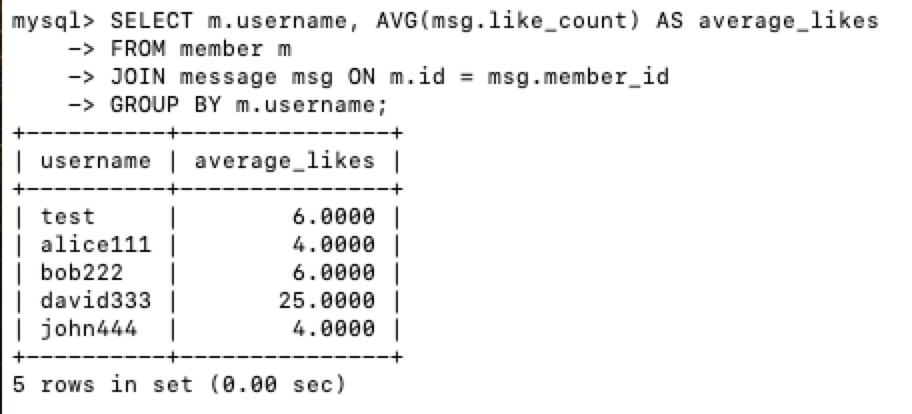 mysql> SELECT m.username, AVG(msg.like_count) AS average_likes
    -> FROM member m
    -> JOIN message msg ON m.id = msg.member_id
    -> GROUP BY m.username;
+----------+---------------+
| username | average_likes |
+----------+---------------+
| test     |        6.0000 |
| alice111 |        4.0000 |
| bob222   |        6.0000 |
| david333 |       25.0000 |
| john444  |        4.0000 |
+----------+---------------+
5 rows in set (0.00 sec)